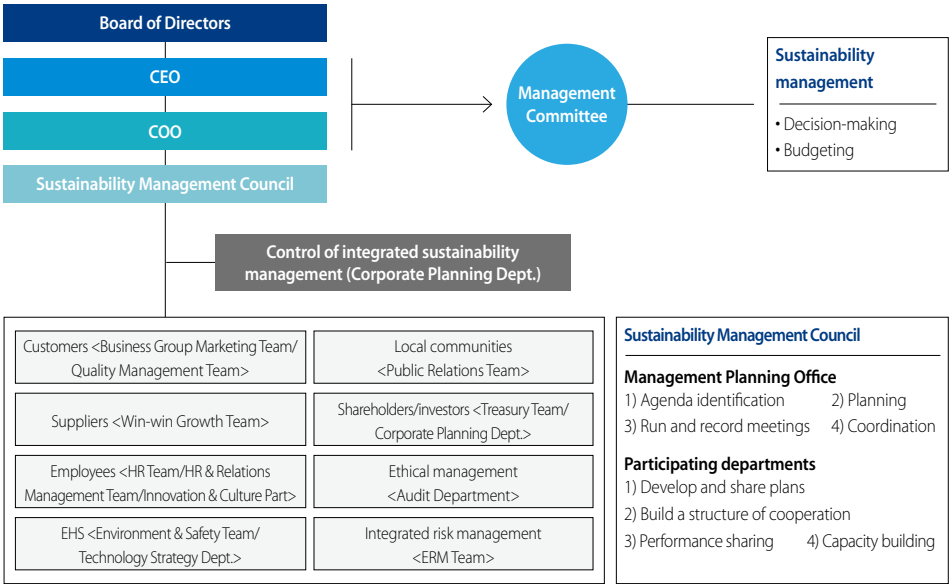 Board of Directors
CEO
COO
Sustainability Management Council
Management
Committee
Sustainability
management
• Decision-making
• Budgeting
Control of integrated sustainability
management (Corporate Planning Dept.)
Customers <Business Group Marketing Team/
Quality Management Team>
Local communities
<Public Relations Team>
Suppliers <Win-win Growth Team>
Shareholders/investors <Treasury Team/
Corporate Planning Dept.>
Employees <HR Team/HR & Relations
Management Team/Innovation & Culture Part>
Ethical management
<Audit Department>
EHS <Environment & Safety Team/
Technology Strategy Dept.>
Integrated risk management
<ERM Team>
Sustainability Management Council
Management Planning Office
1) Agenda identification 2) Planning
3) Run and record meetings 4) Coordination
Participating departments
1) Develop and share plans
2) Build a structure of cooperation
3) Performance sharing 4) Capacity building